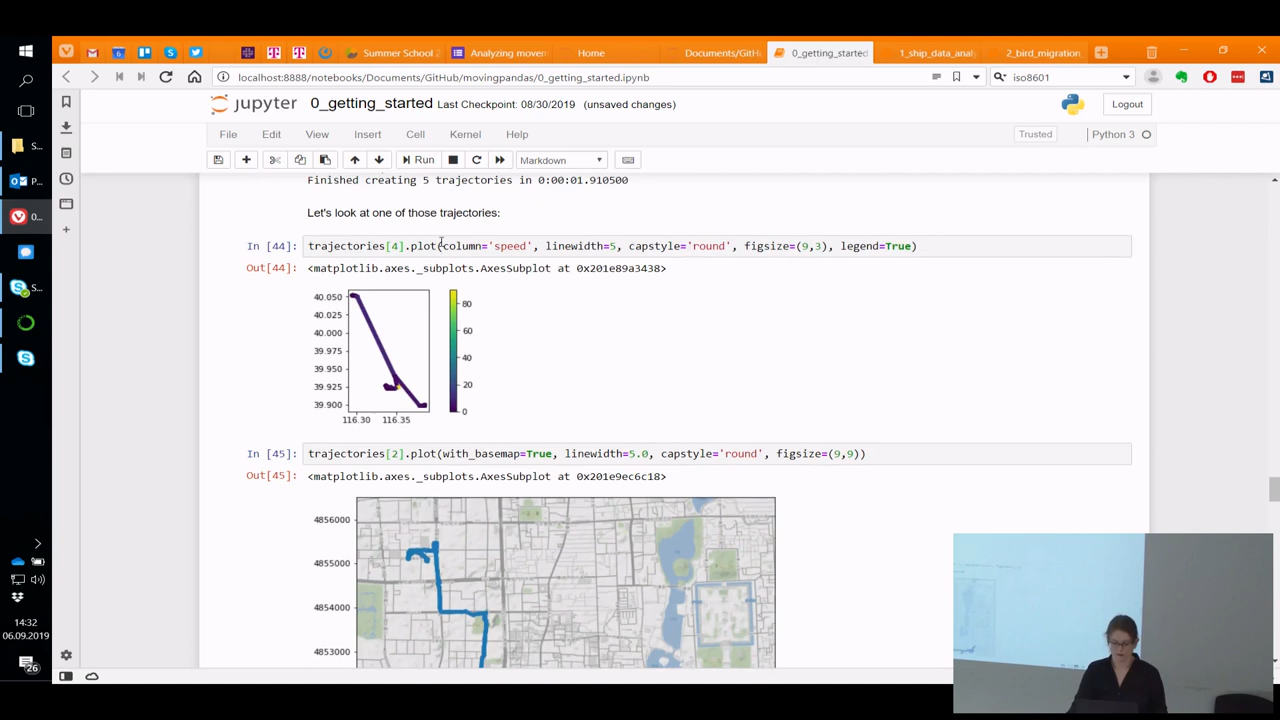 Summer School 2
Analyzing movem
Home
Documents/GitHu
0_getting_started
1_ship_data_anal
2_bird_migration
localhost:8888/notebooks/Documents/GitHub/movingpandas/0_getting_started.ipynb
iso8601
jupyter 0_getting_started Last Checkpoint: 08/30/2019 (unsaved changes)
Logout
File Edit View Insert Cell Kernel Help
Trusted
Python 3
Run
Markdown
Finished creating 5 trajectories in 0:00:01.910500
Let's look at one of those trajectories:
In [44]: trajectories[4].plot(column='speed', linewidth=5, capstyle='round', figsize=(9,3), legend=True)
Out[44]: <matplotlib.axes._subplots.AxesSubplot at 0x201e89a3438>
40.050
40.025
40.000
39.975
39.950
39.925
39.900
116.30 116.35
80
60
40
20
0
In [45]: trajectories[2].plot(with_basemap=True, linewidth=5.0, capstyle='round', figsize=(9,9))
Out[45]: <matplotlib.axes._subplots.AxesSubplot at 0x201e9ec6c18>
4856000
4855000
4854000
4853000
S...
P...
0...
S...
14:32
06.09.2019
26